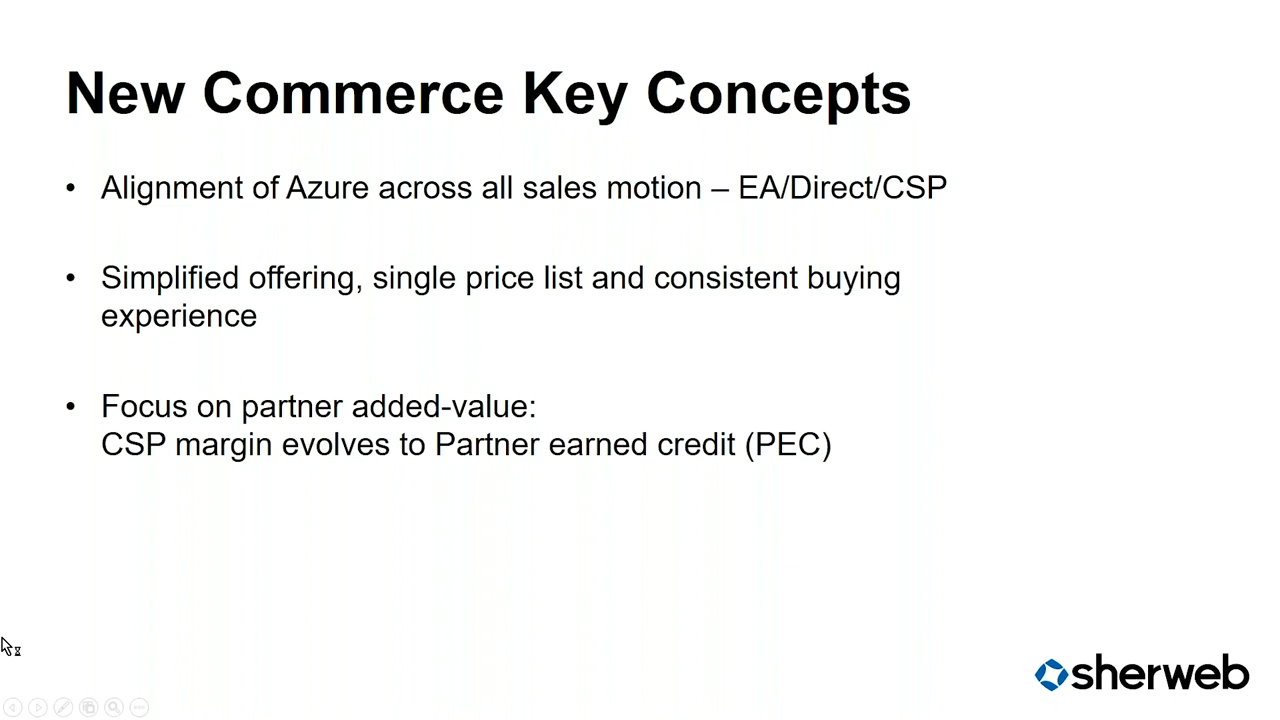 New Commerce Key Concepts
• Alignment of Azure across all sales motion – EA/Direct/CSP
• Simplified offering, single price list and consistent buying
experience
• Focus on partner added-value:
CSP margin evolves to Partner earned credit (PEC)
sherweb